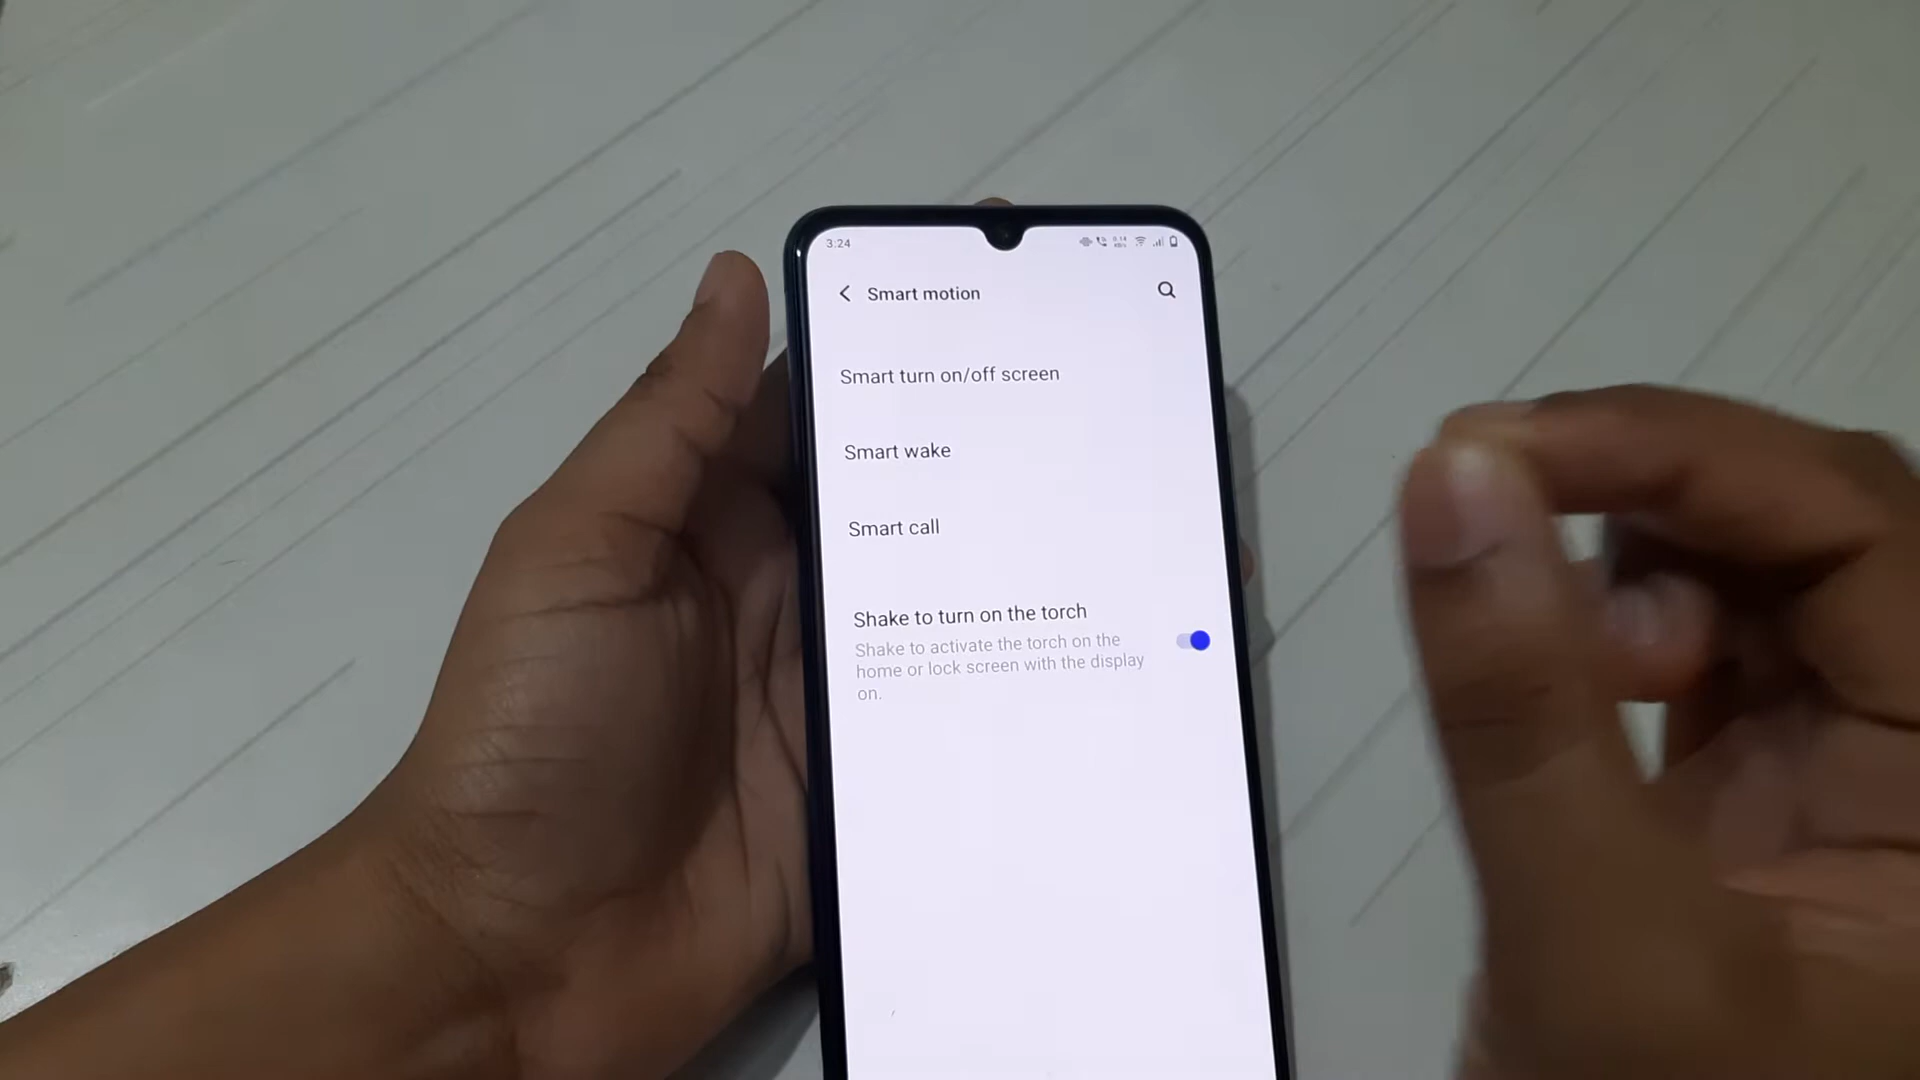 3:24
Smart motion
Smart turn on/off screen
Smart wake
Smart call
Shake to turn on the torch
Shake to activate the torch on the
home or lock screen with the display
on.